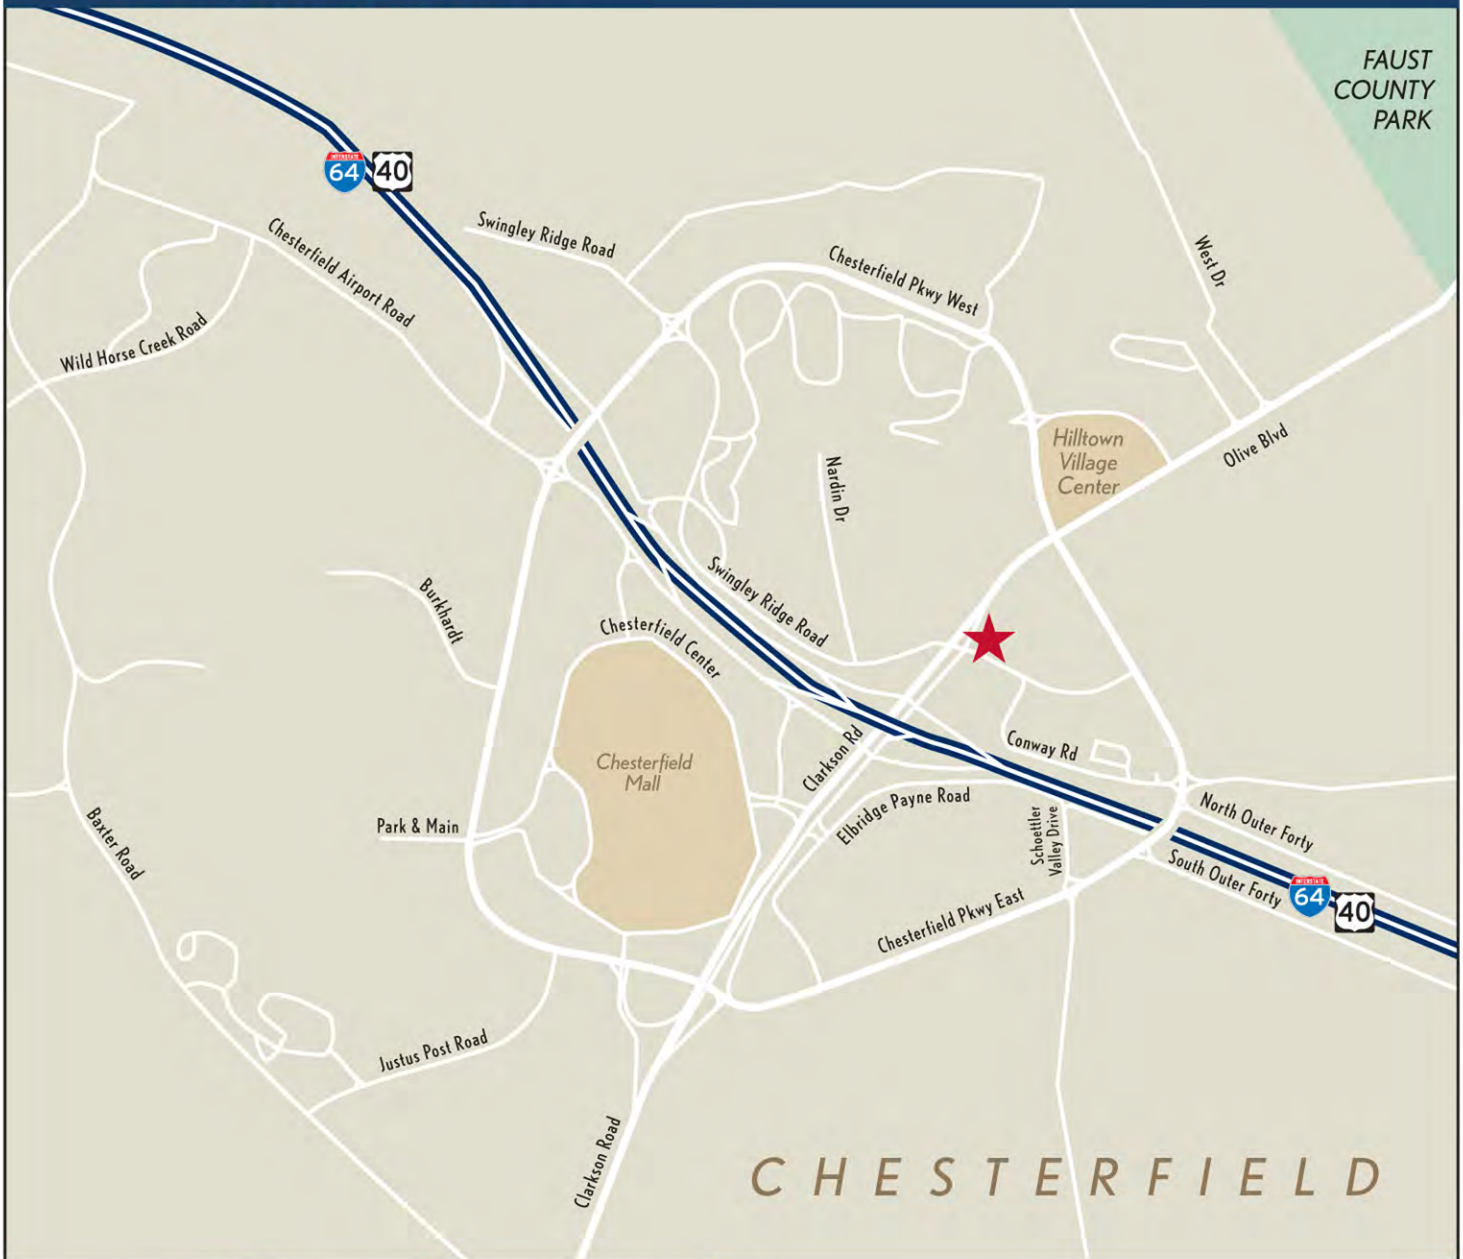 FAUST
COUNTY
PARK
INTERSTATE
64
40
Swingley Ridge Road
Chesterfield Pkwy West
West Dr
Chesterfield Airport Road
Wild Horse Creek Road
Hilltown
Village
Center
Olive Blvd
Nardin Dr
Swingley Ridge Road
Burkhardt
Chesterfield Center
Chesterfield
Mall
Clarkson Rd
Conway Rd
Elbridge Payne Road
North Outer Forty
Schoettler
Valley Drive
South Outer Forty
Park & Main
Baxter Road
INTERSTATE
64
40
Chesterfield Pkwy East
Justus Post Road
Clarkson Road
CHESTERFIELD